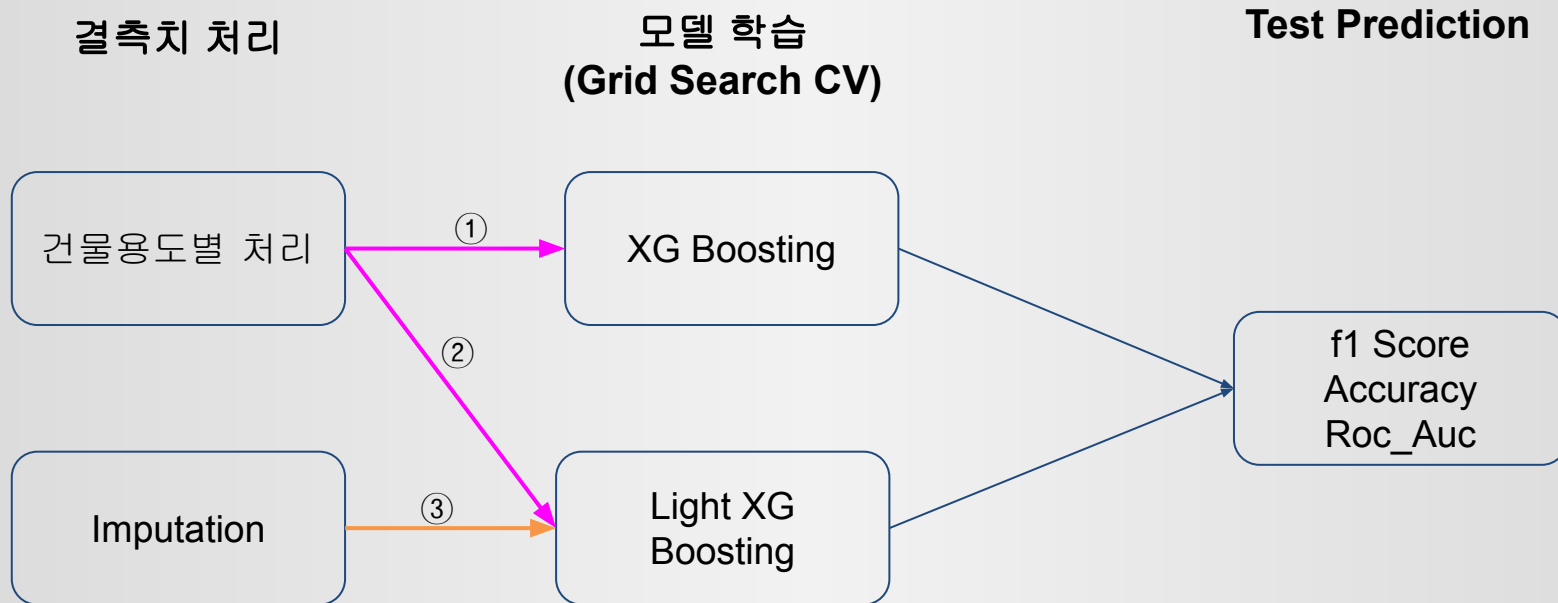 결측치 처리
모델 학습
(Grid Search CV)
Test Prediction
건물용도별 처리
①
XG Boosting
②
f1 Score
Accuracy
Roc_Auc
Imputation
③
Light XG
Boosting